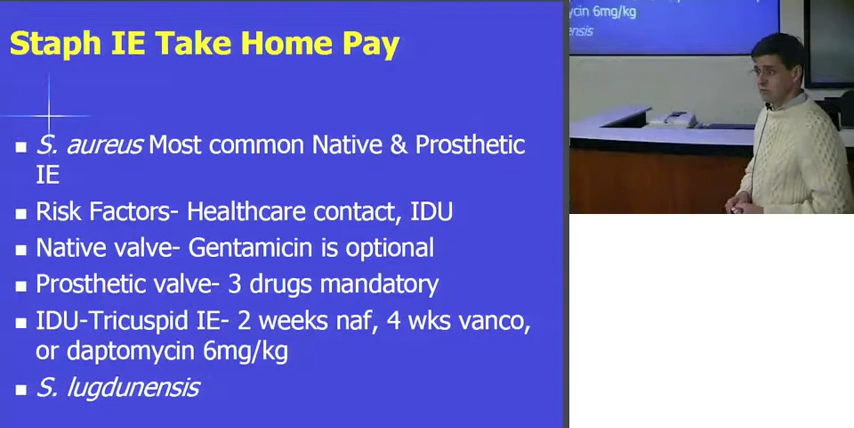 Staph IE Take Home Pay
S. aureus Most common Native & Prosthetic
IE
Risk Factors- Healthcare contact, IDU
Native valve- Gentamicin is optional
Prosthetic valve- 3 drugs mandatory
IDU-Tricuspid IE- 2 weeks naf, 4 wks vanco,
or daptomycin 6mg/kg
S. lugdunensis
6mg/kg